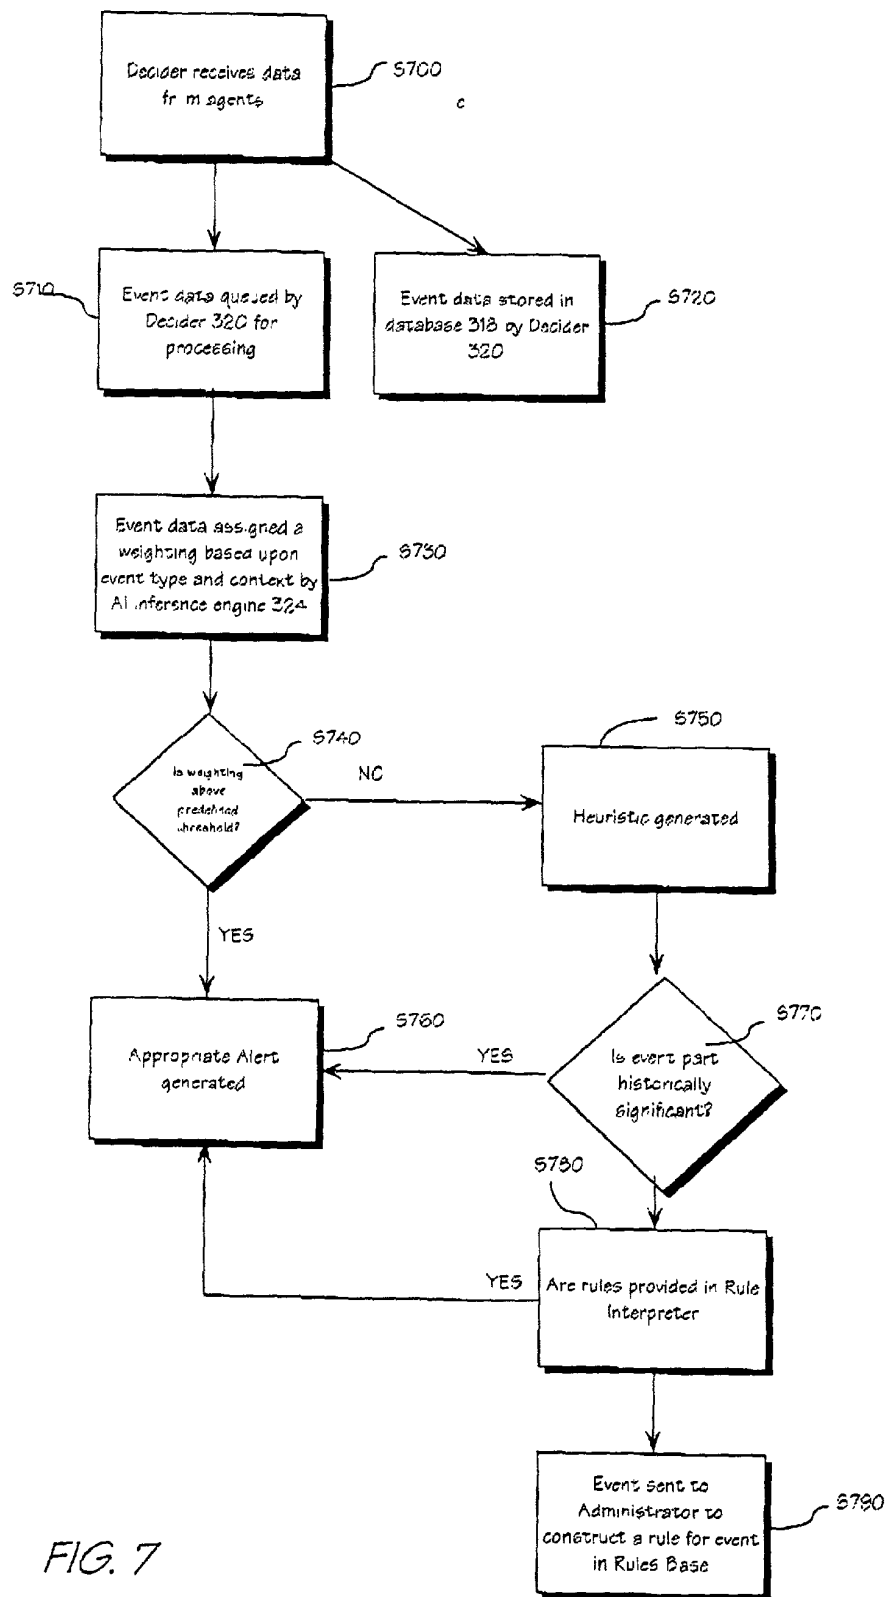 Decider receives data
fr m agents
S700
c
S710
Event data queued by
Decider 320 for
processing
Event data stored in
database 318 by Decider
320
S720
Event data assigned a
weighting based upon
event type and context by
AI inference engine 324
S730
S740
Is weighting
above
predefined
threshold?
NO
S750
Heuristic generated
YES
Appropriate Alert
generated
S760
YES
S770
Is event part
historically
significant?
S780
YES
Are rules provided in Rule
Interpreter
Event sent to
Administrator to
construct a rule for event
in Rules Base
S790
FIG. 7